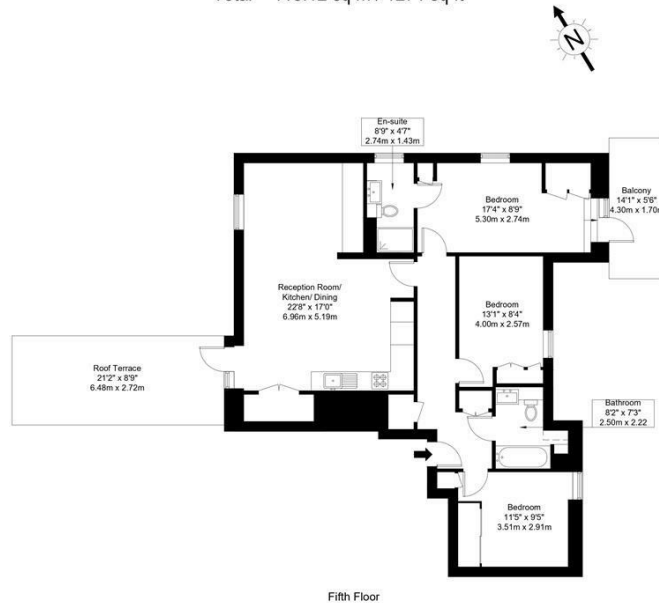 N
En-suite
8'9" x 4'7"
2.74m x 1.43m
Bedroom
17'4" x 8'9"
5.30m x 2.74m
Balcony
14'1" x 5'6"
4.30m x 1.70m
Reception Room/
Kitchen/ Dining
22'8" x 17'0"
6.96m x 5.19m
Bedroom
13'1" x 8'4"
4.00m x 2.57m
Roof Terrace
21'2" x 8'9"
6.48m x 2.72m
Bathroom
8'2" x 7'3"
2.50m x 2.22
Bedroom
11'5" x 9'5"
3.51m x 2.91m
Fifth Floor